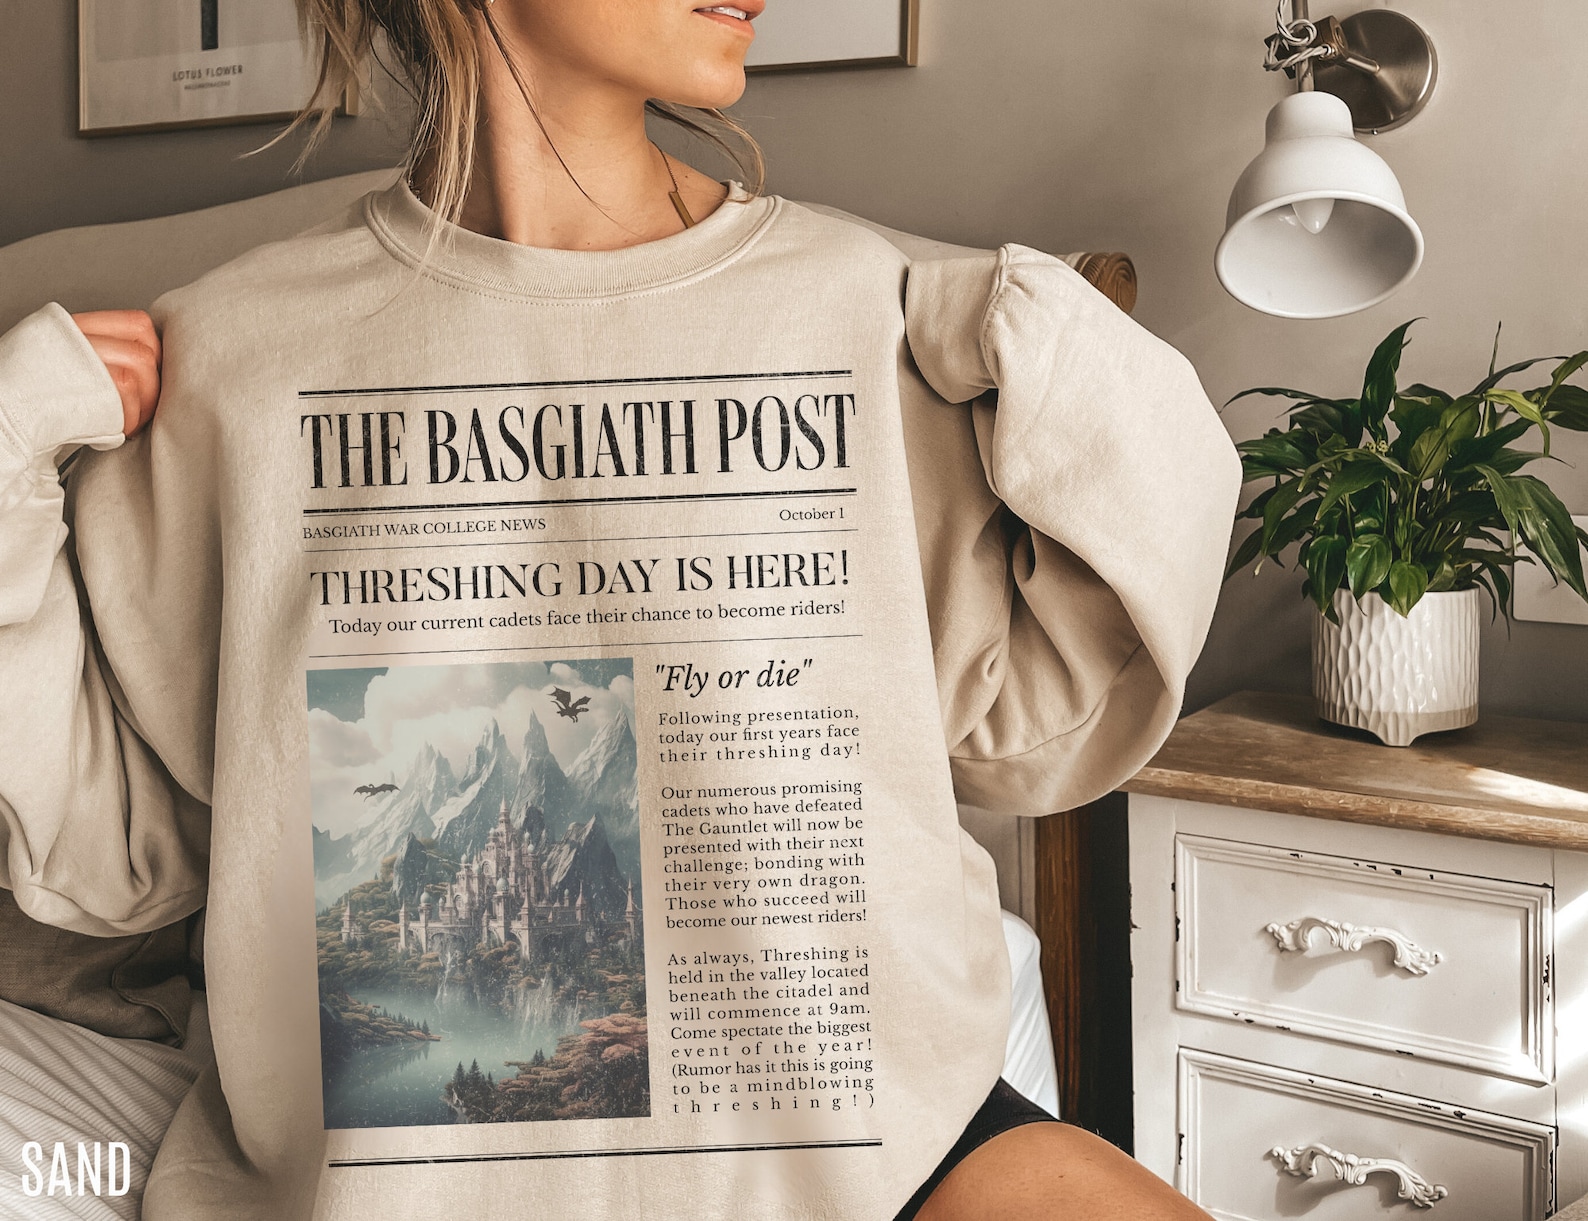 LOTUS FLOWER
THE BASGIATH POST
BASGIATH WAR COLLEGE NEWS
October 1
THRESHING DAY IS HERE!
Today our current cadets face their chance to become riders!
"Fly or die"
Following presentation,
today our first years face
their threshing day!
Our numerous promising
cadets who have defeated
The Gauntlet will now be
presented with their next
challenge; bonding with
their very own dragon.
Those who succeed will
become our newest riders!
As always, Threshing is
held in the valley located
beneath the citadel and
will commence at 9am.
Come spectate the biggest
event of the year!
(Rumor has it this is going
to be a mindblowing
threshing!)
SAND